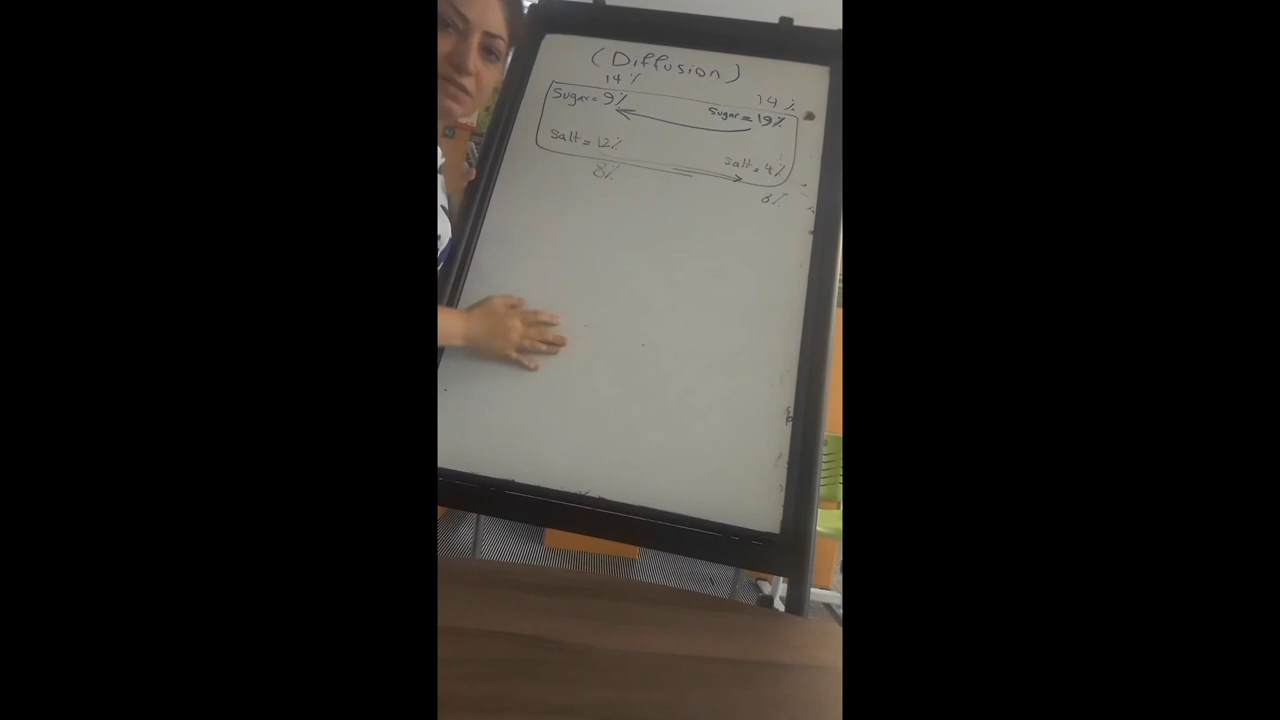 (Diffusion)
14% 14%
Sugar = 9% Sugar = 19%
Salt = 12% Salt = 4%
8% 8%